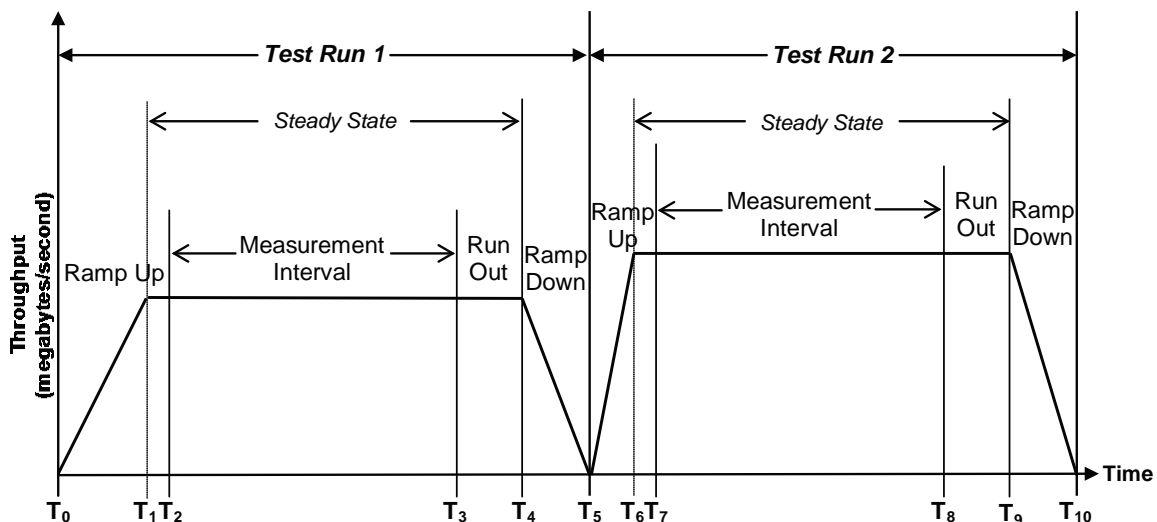 Test Run 1
Test Run 2
Steady State
Steady State
Throughput
(megabytes/second)
Ramp Up
Measurement
Interval
Run
Out
Ramp
Down
Ramp
Up
Measurement
Interval
Run
Out
Ramp
Down
Time
T₀
T₁
T₂
T₃
T₄
T₅
T₆
T₇
T₈
T₉
T₁₀